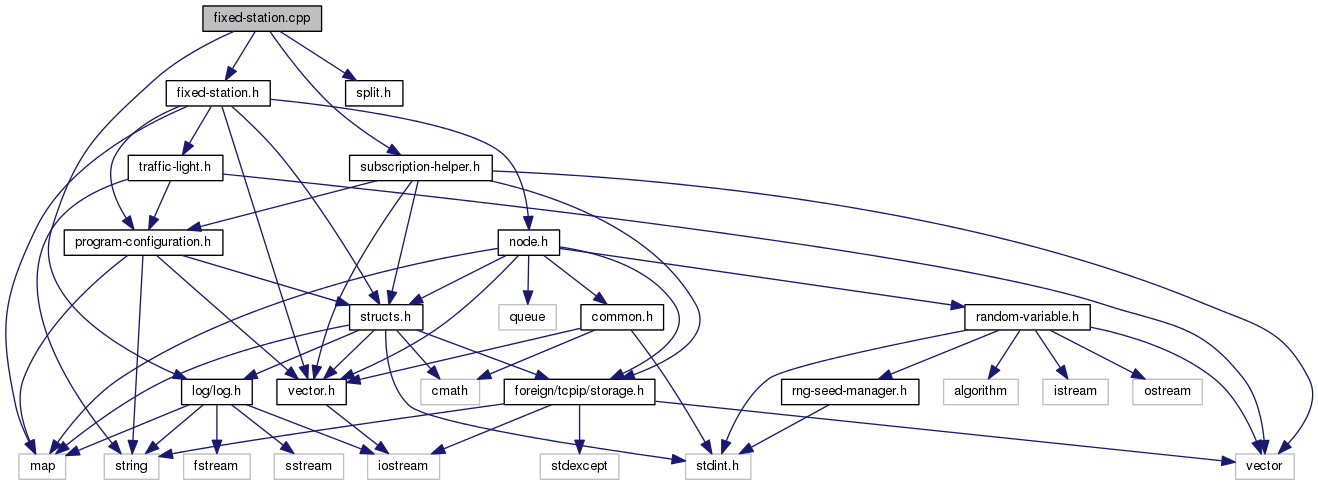 fixed-station.cpp
fixed-station.h
split.h
traffic-light.h
subscription-helper.h
program-configuration.h
node.h
structs.h
queue
common.h
random-variable.h
log/log.h
vector.h
cmath
foreign/tcpip/storage.h
rng-seed-manager.h
algorithm
istream
ostream
map
string
fstream
sstream
iostream
stdexcept
stdint.h
vector